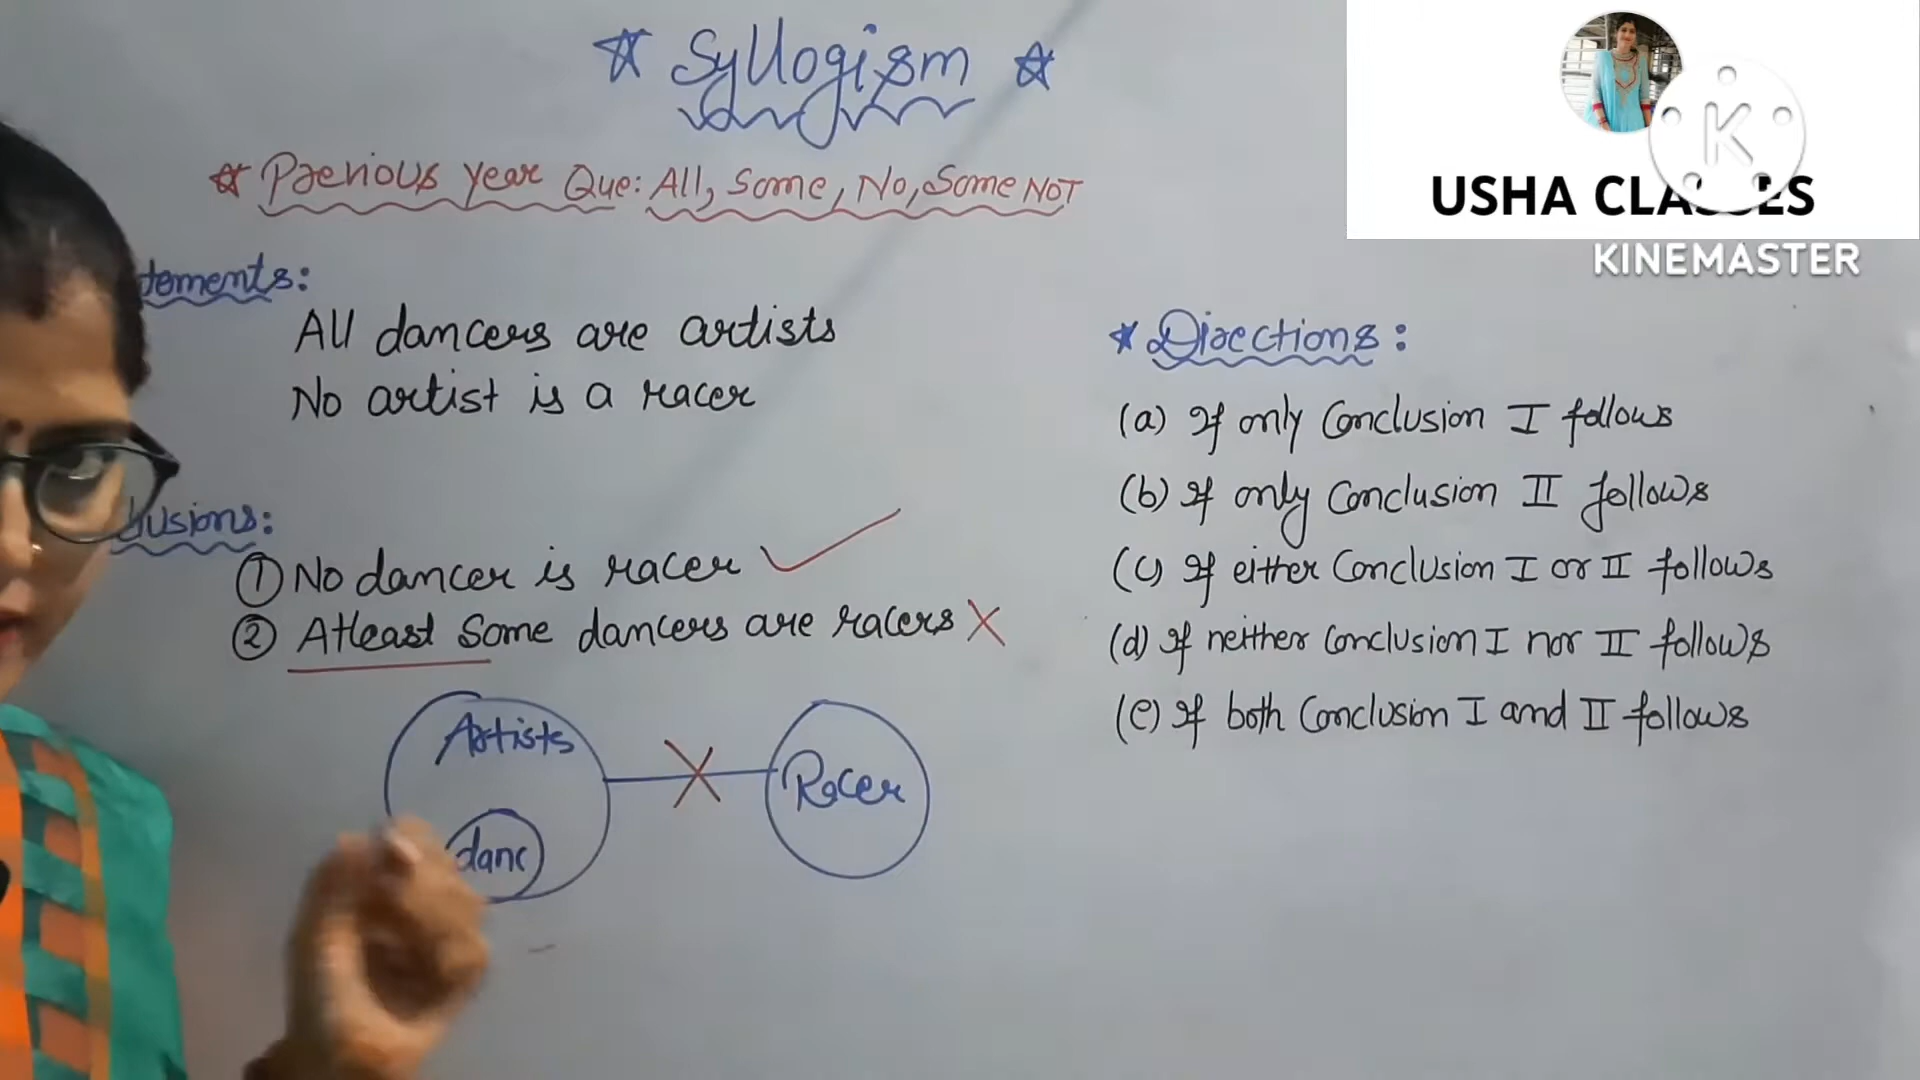 ☆ Syllogism ☆
☆ Previous Year Que: All, Some, No, Some NOT
tements:
All dancers are artists
No artist is a racer
lusions:
① No dancer is racer ✓
② Atleast Some dancers are racers ✗
Artists
danc
Racer
★ Directions:
(a) If only Conclusion I follows
(b) If only Conclusion II follows
(c) If either Conclusion I or II follows
(d) If neither Conclusion I nor II follows
(e) If both Conclusion I and II follows
K
USHA CLASSES
KINEMASTER